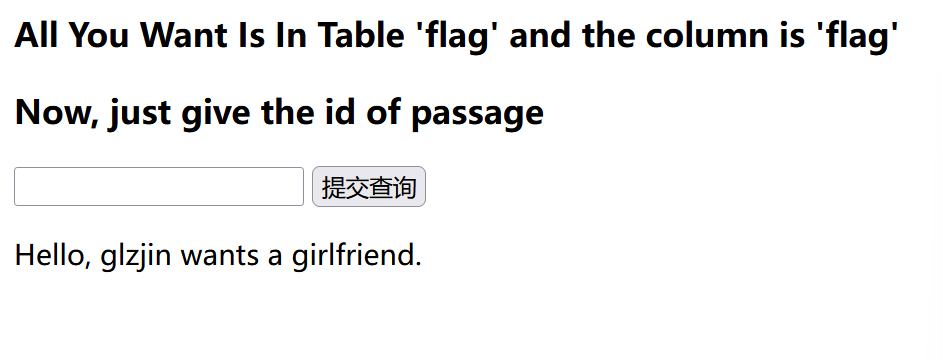 All You Want Is In Table 'flag' and the column is 'flag'
Now, just give the id of passage
提交查询
Hello, glzjin wants a girlfriend.